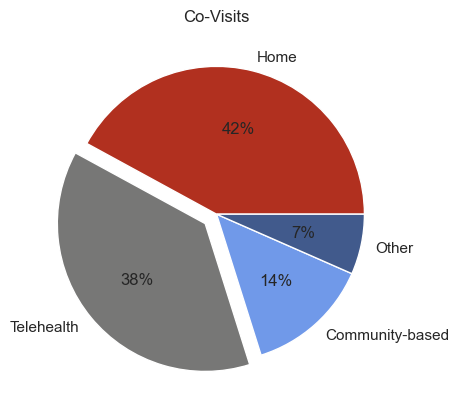 Co-Visits
Home
42%
7%
Other
38%
14%
Telehealth
Community-based